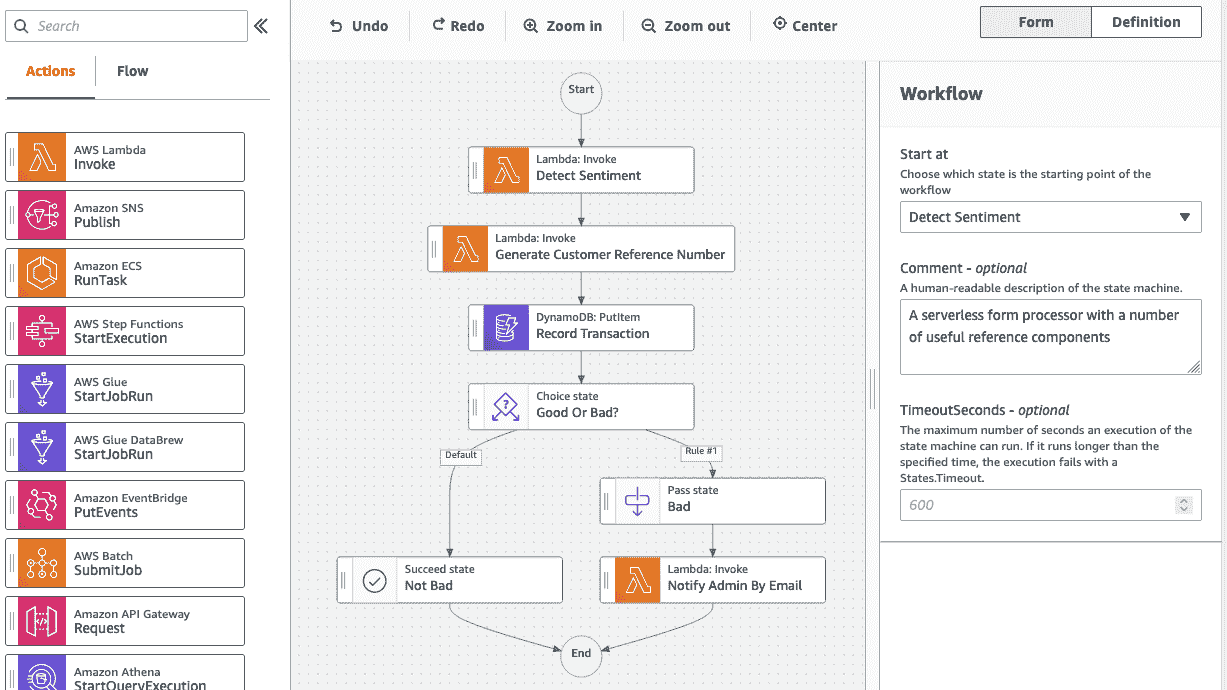 Search
Actions
Flow
AWS Lambda
Invoke
Amazon SNS
Publish
Amazon ECS
RunTask
AWS Step Functions
StartExecution
AWS Glue
StartJobRun
AWS Glue DataBrew
StartJobRun
Amazon EventBridge
PutEvents
AWS Batch
SubmitJob
Amazon API Gateway
Request
Amazon Athena
StartQueryExecution
Undo
Redo
Zoom in
Zoom out
Center
Form
Definition
Start
Lambda: Invoke
Detect Sentiment
Lambda: Invoke
Generate Customer Reference Number
DynamoDB: PutItem
Record Transaction
Choice state
Good Or Bad?
Default
Rule #1
Pass state
Bad
Succeed state
Not Bad
Lambda: Invoke
Notify Admin By Email
End
Workflow
Start at
Choose which state is the starting point of the
workflow
Detect Sentiment
Comment - optional
A human-readable description of the state machine.
A serverless form processor with a number
of useful reference components
TimeoutSeconds - optional
The maximum number of seconds an execution of the
state machine can run. If it runs longer than the
specified time, the execution fails with a
States.Timeout.
600